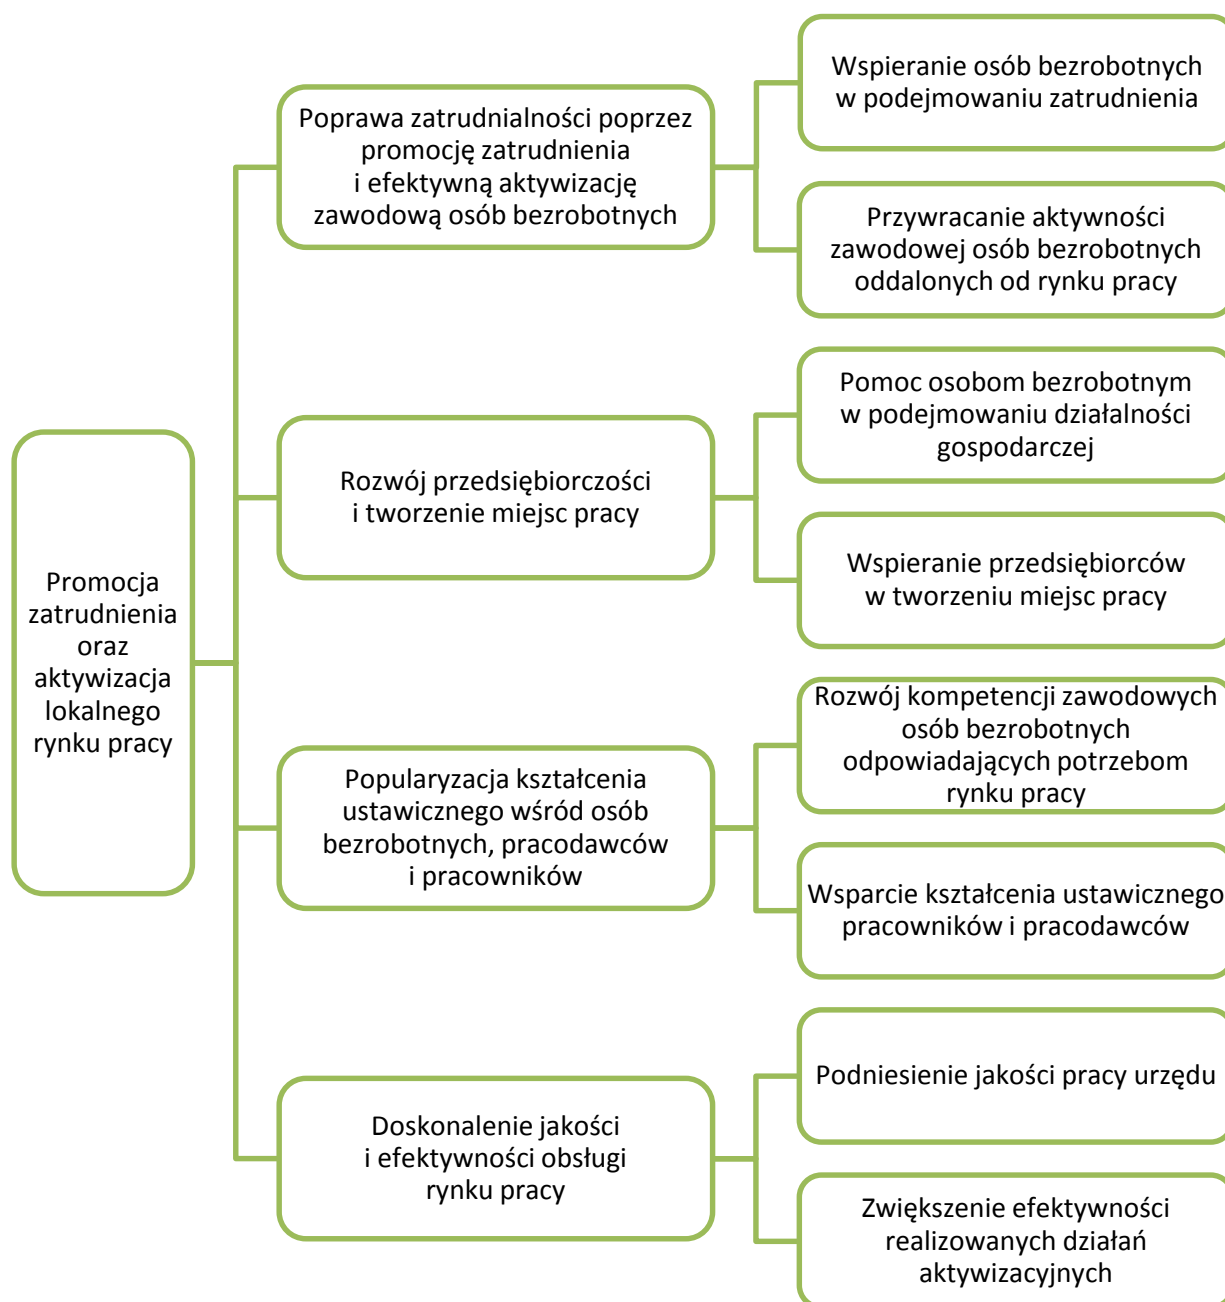 Promocja
zatrudnienia
oraz
aktywizacja
lokalnego
rynku pracy
Poprawa zatrudnialności poprzez
promocję zatrudnienia
i efektywną aktywizację
zawodową osób bezrobotnych
Wspieranie osób bezrobotnych
w podejmowaniu zatrudnienia
Przywracanie aktywności
zawodowej osób bezrobotnych
oddalonych od rynku pracy
Rozwój przedsiębiorczości
i tworzenie miejsc pracy
Pomoc osobom bezrobotnym
w podejmowaniu działalności
gospodarczej
Wspieranie przedsiębiorców
w tworzeniu miejsc pracy
Popularyzacja kształcenia
ustawicznego wśród osób
bezrobotnych, pracodawców
i pracowników
Rozwój kompetencji zawodowych
osób bezrobotnych
odpowiadających potrzebom
rynku pracy
Wsparcie kształcenia ustawicznego
pracowników i pracodawców
Doskonalenie jakości
i efektywności obsługi
rynku pracy
Podniesienie jakości pracy urzędu
Zwiększenie efektywności
realizowanych działań
aktywizacyjnych